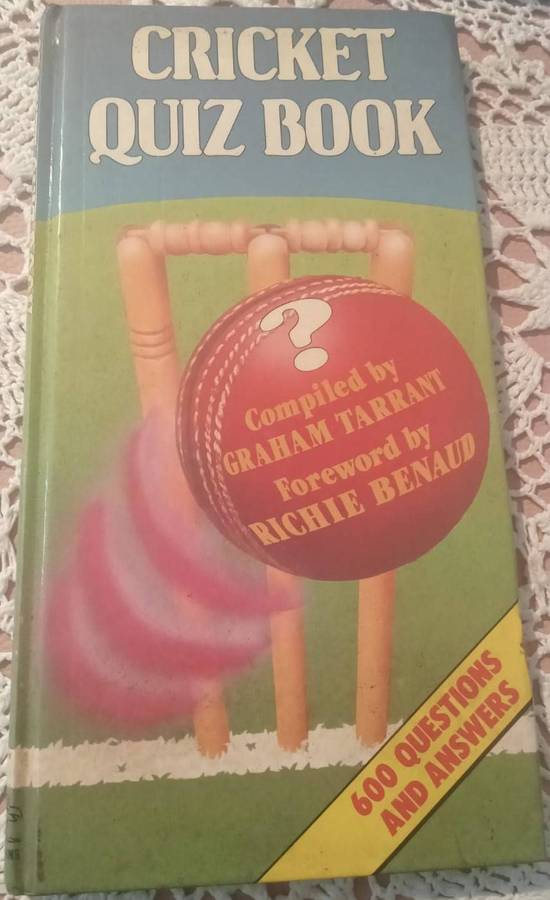 CRICKET
QUIZ BOOK
?
Compiled by
GRAHAM TARRANT
Foreword by
RICHIE BENAUD
600 QUESTIONS
AND ANSWERS